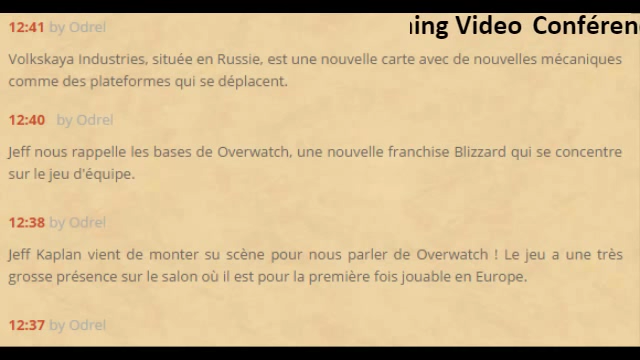 ning Video Conféren
12:41 by Odrel
Volkskaya Industries, située en Russie, est une nouvelle carte avec de nouvelles mécaniques
comme des plateformes qui se déplacent.
12:40 by Odrel
Jeff nous rappelle les bases de Overwatch, une nouvelle franchise Blizzard qui se concentre
sur le jeu d'équipe.
12:38 by Odrel
Jeff Kaplan vient de monter su scène pour nous parler de Overwatch ! Le jeu a une très
grosse présence sur le salon où il est pour la première fois jouable en Europe.
12:37 by Odrel